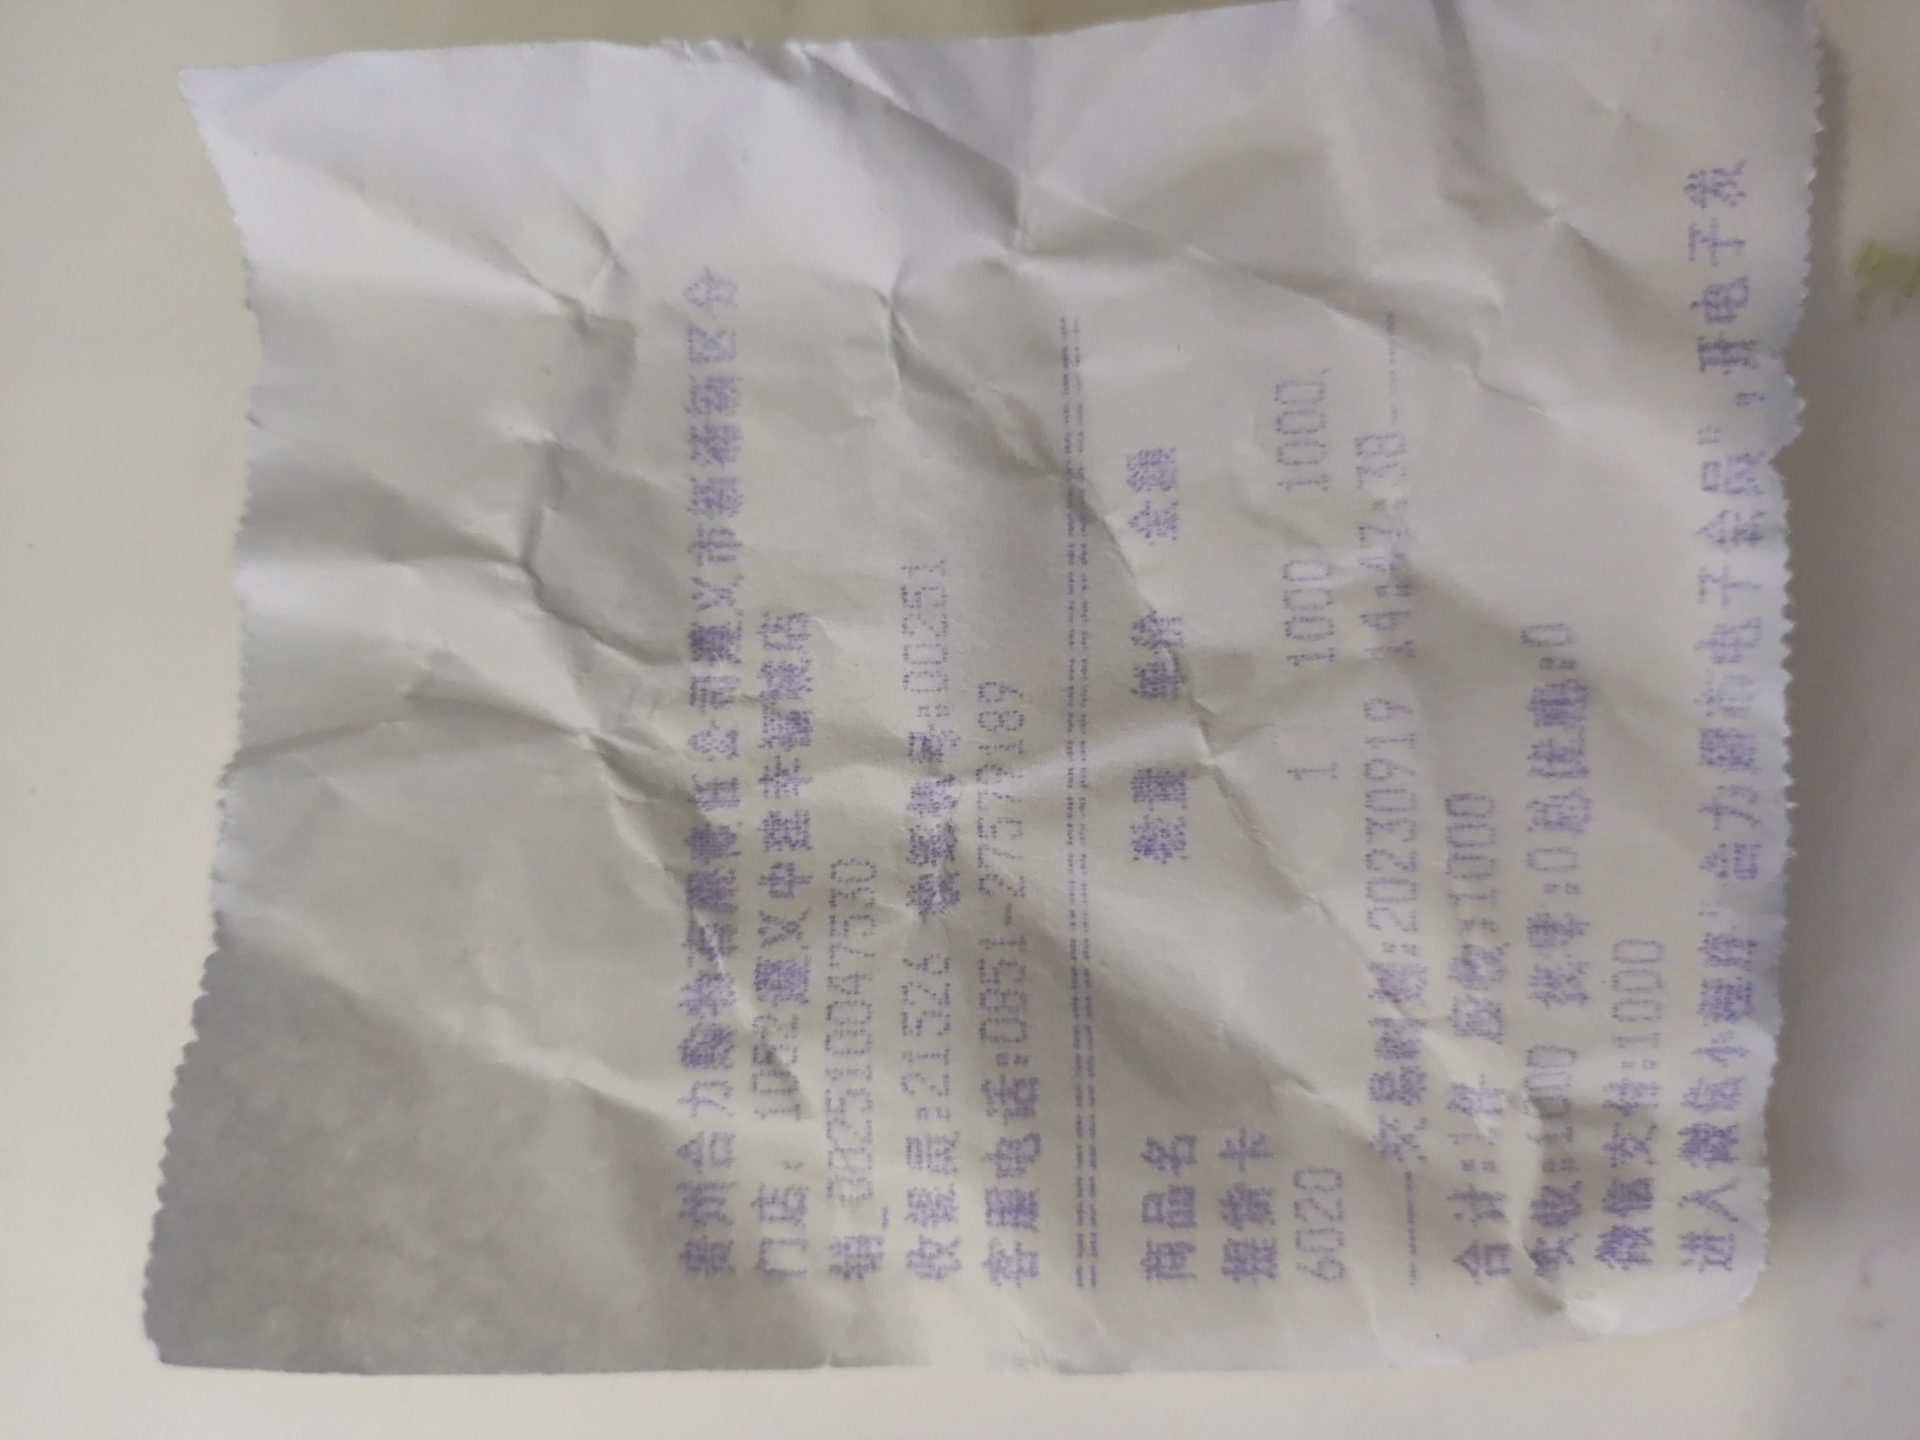 贵州合力购物有限责任公司遵义市新蒲新区分
门店: 1052遵义中建幸福城店
销_002510047530
收银员:21526 收银机号:00251
客服电话:0851-27579189
========================================
商品名 数量 单价 金额
提货卡
60020 1 1000 1000.
-----交易时刻:20230919 14:47:38-----
合计:1件 应收:1000
实收:1000 找零:0总优惠:0
微信支付:1000
进入微信小程序"合力超市电子会员",开电子发